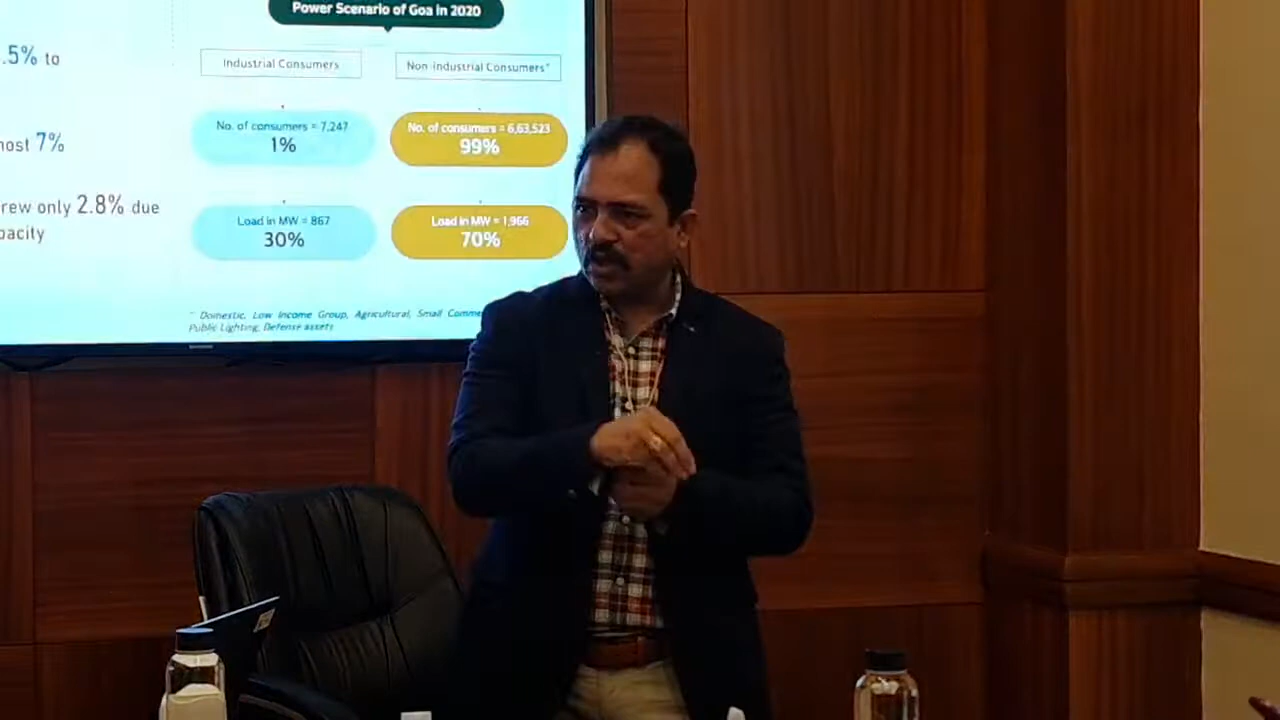 Power Scenario of Goa in 2020
.5% to
most 7%
rew only 2.8% due
pacity
Industrial Consumers
Non-Industrial Consumers*
No. of consumers = 7,247
1%
No. of consumers = 6,63,523
99%
Load in MW = 867
30%
Load in MW = 1,966
70%
* Domestic, Low Income Group, Agricultural, Small Comme
Public Lighting, Defense assets